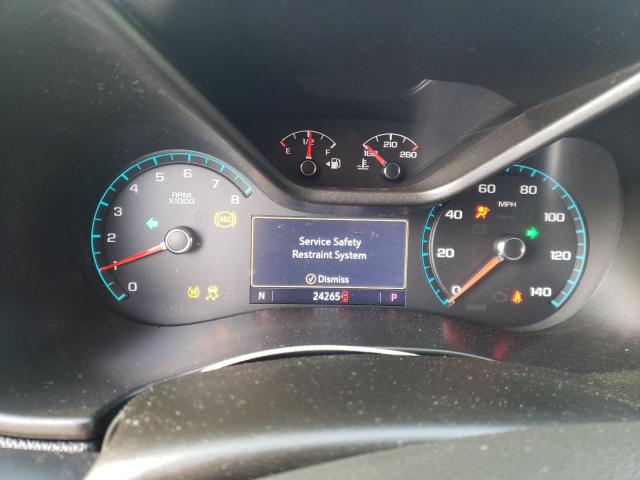 E 1/2 F
160 210 260
0 1 2 3 4 5 6 7 8
RPM
X1000
ABS
Service Safety
Restraint System
Dismiss
N 24265 P
0 20 40 60 80 100 120 140
MPH